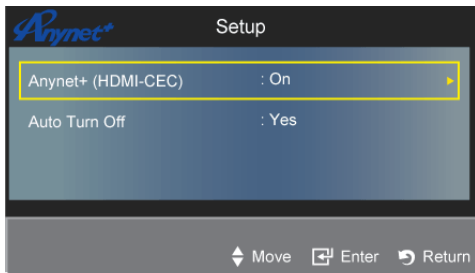 Anynet+ Setup
Anynet+ (HDMI-CEC) : On
Auto Turn Off : Yes
Move Enter Return